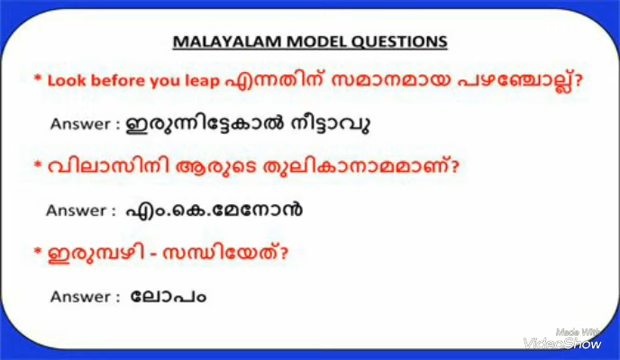 MALAYALAM MODEL QUESTIONS
* Look before you leap എന്നതിന് സമാനമായ പഴഞ്ചോല്ല്?
Answer : ഇരുന്നിട്ടേകാൽ നീട്ടാവു
* വിലാസിനി ആരുടെ തുലികാനാമമാണ്?
Answer : എം.കെ.മേനോൻ
* ഇരുമ്പഴി - സന്ധിയേത്?
Answer : ലോപം
Made With
VideoShow